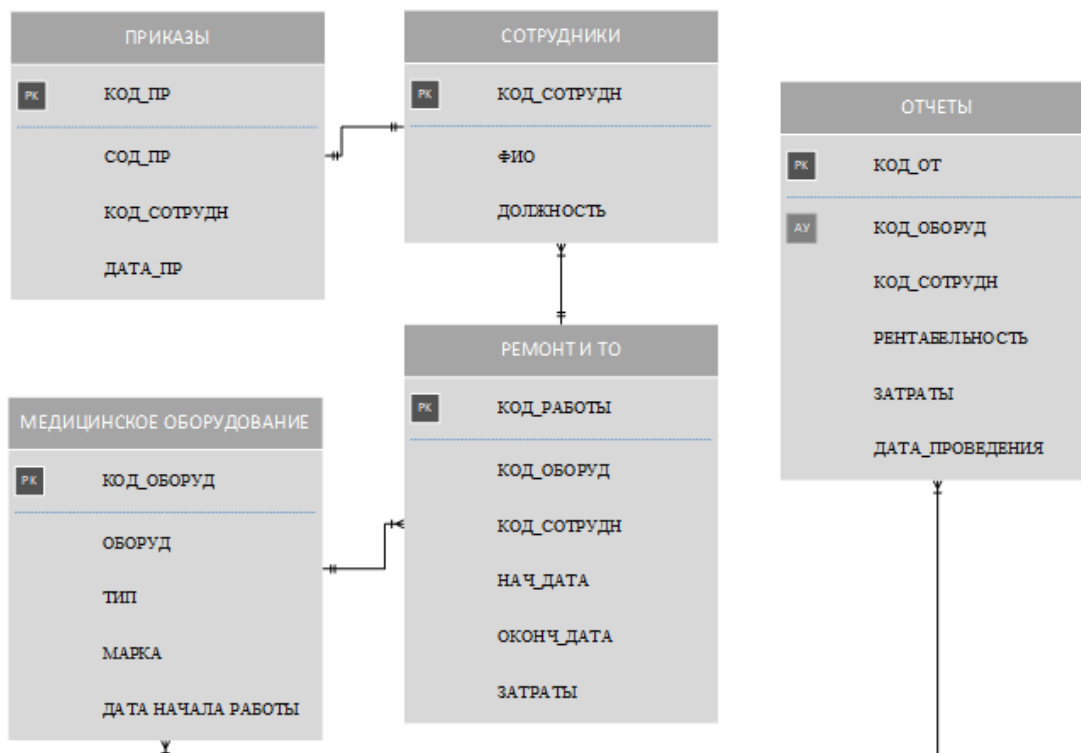 ПРИКАЗЫ
PK КОД_ПР
СОД_ПР
КОД_СОТРУДН
ДАТА_ПР
СОТРУДНИКИ
PK КОД_СОТРУДН
ФИО
ДОЛЖНОСТЬ
ОТЧЕТЫ
PK КОД_ОТ
АУ КОД_ОБОРУД
КОД_СОТРУДН
РЕНТАБЕЛЬНОСТЬ
ЗАТРАТЫ
ДАТА_ПРОВЕДЕНИЯ
РЕМОНТ И ТО
PK КОД_РАБОТЫ
КОД_ОБОРУД
КОД_СОТРУДН
НАЧ_ДАТА
ОКОНЧ_ДАТА
ЗАТРАТЫ
МЕДИЦИНСКОЕ ОБОРУДОВАНИЕ
PK КОД_ОБОРУД
ОБОРУД
ТИП
МАРКА
ДАТА НАЧАЛА РАБОТЫ